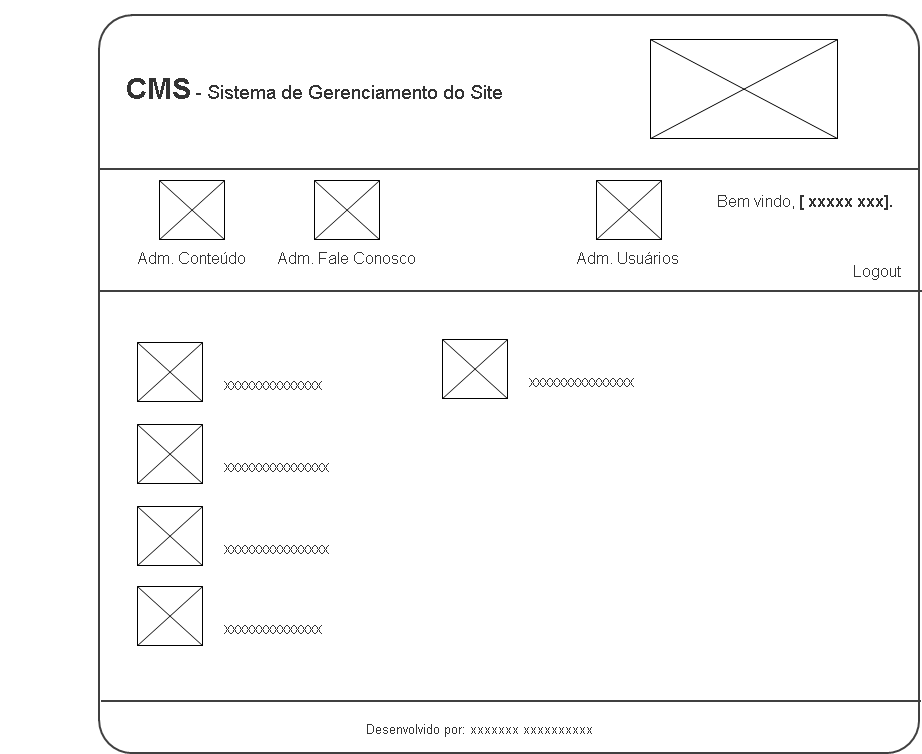 CMS - Sistema de Gerenciamento do Site
Bem vindo, [ xxxxx xxx].
Adm. Conteúdo
Adm. Fale Conosco
Adm. Usuários
Logout
xxxxxxxxxxxxxx
xxxxxxxxxxxxxxx
xxxxxxxxxxxxxxx
xxxxxxxxxxxxxxx
xxxxxxxxxxxxxx
Desenvolvido por: xxxxxxx xxxxxxxxxx